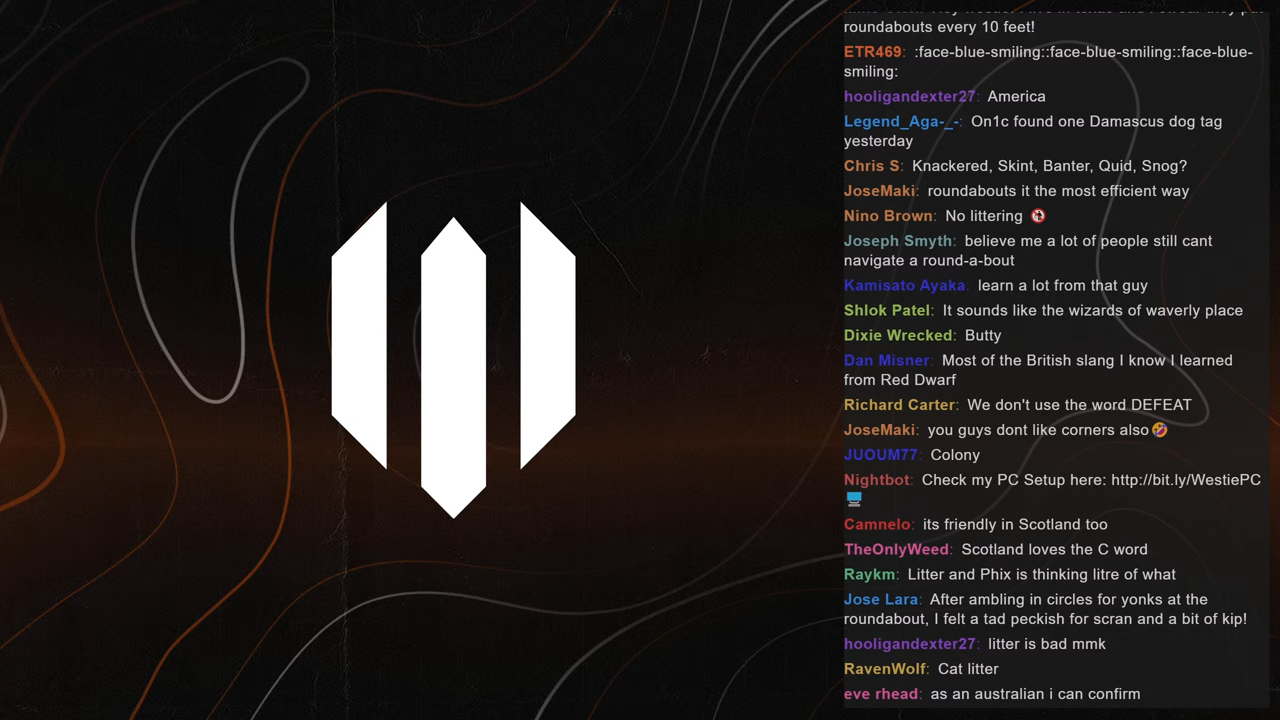 roundabouts every 10 feet!
ETR469: :face-blue-smiling::face-blue-smiling::face-blue-
smiling:
hooligandexter27: America
Legend_Aga-_-: On1c found one Damascus dog tag
yesterday
Chris S: Knackered, Skint, Banter, Quid, Snog?
JoseMaki: roundabouts it the most efficient way
Nino Brown: No littering 🚯
Joseph Smyth: believe me a lot of people still cant
navigate a round-a-bout
Kamisato Ayaka: learn a lot from that guy
Shlok Patel: It sounds like the wizards of waverly place
Dixie Wrecked: Butty
Dan Misner: Most of the British slang I know I learned
from Red Dwarf
Richard Carter: We don't use the word DEFEAT
JoseMaki: you guys dont like corners also🤣
JUOUM77: Colony
Nightbot: Check my PC Setup here: http://bit.ly/WestiePC
🖥
Camnelo: its friendly in Scotland too
TheOnlyWeed: Scotland loves the C word
Raykm: Litter and Phix is thinking litre of what
Jose Lara: After ambling in circles for yonks at the
roundabout, I felt a tad peckish for scran and a bit of kip!
hooligandexter27: litter is bad mmk
RavenWolf: Cat litter
eve rhead: as an australian i can confirm